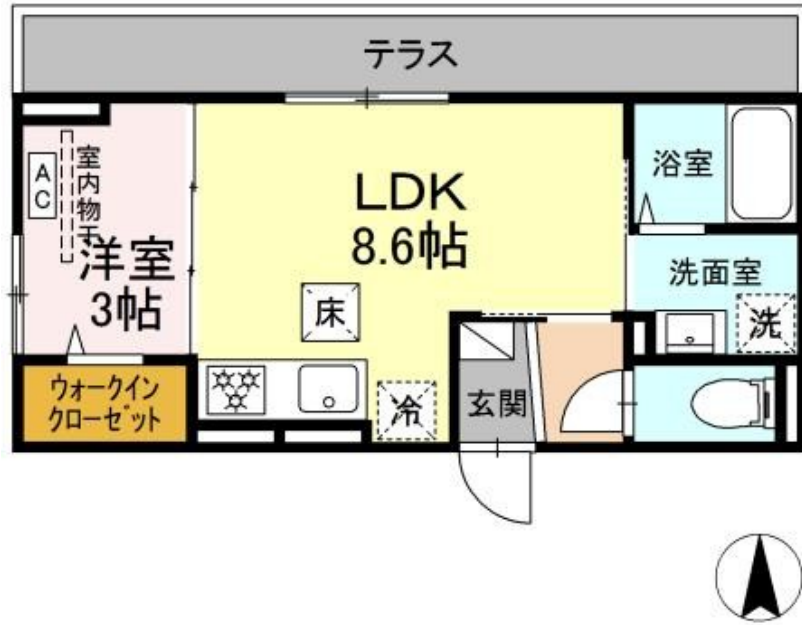 テラス
AC
室内物干
洋室
3帖
LDK
8.6帖
浴室
洗面室
洗
床
ウォークイン
クローゼット
冷
玄関